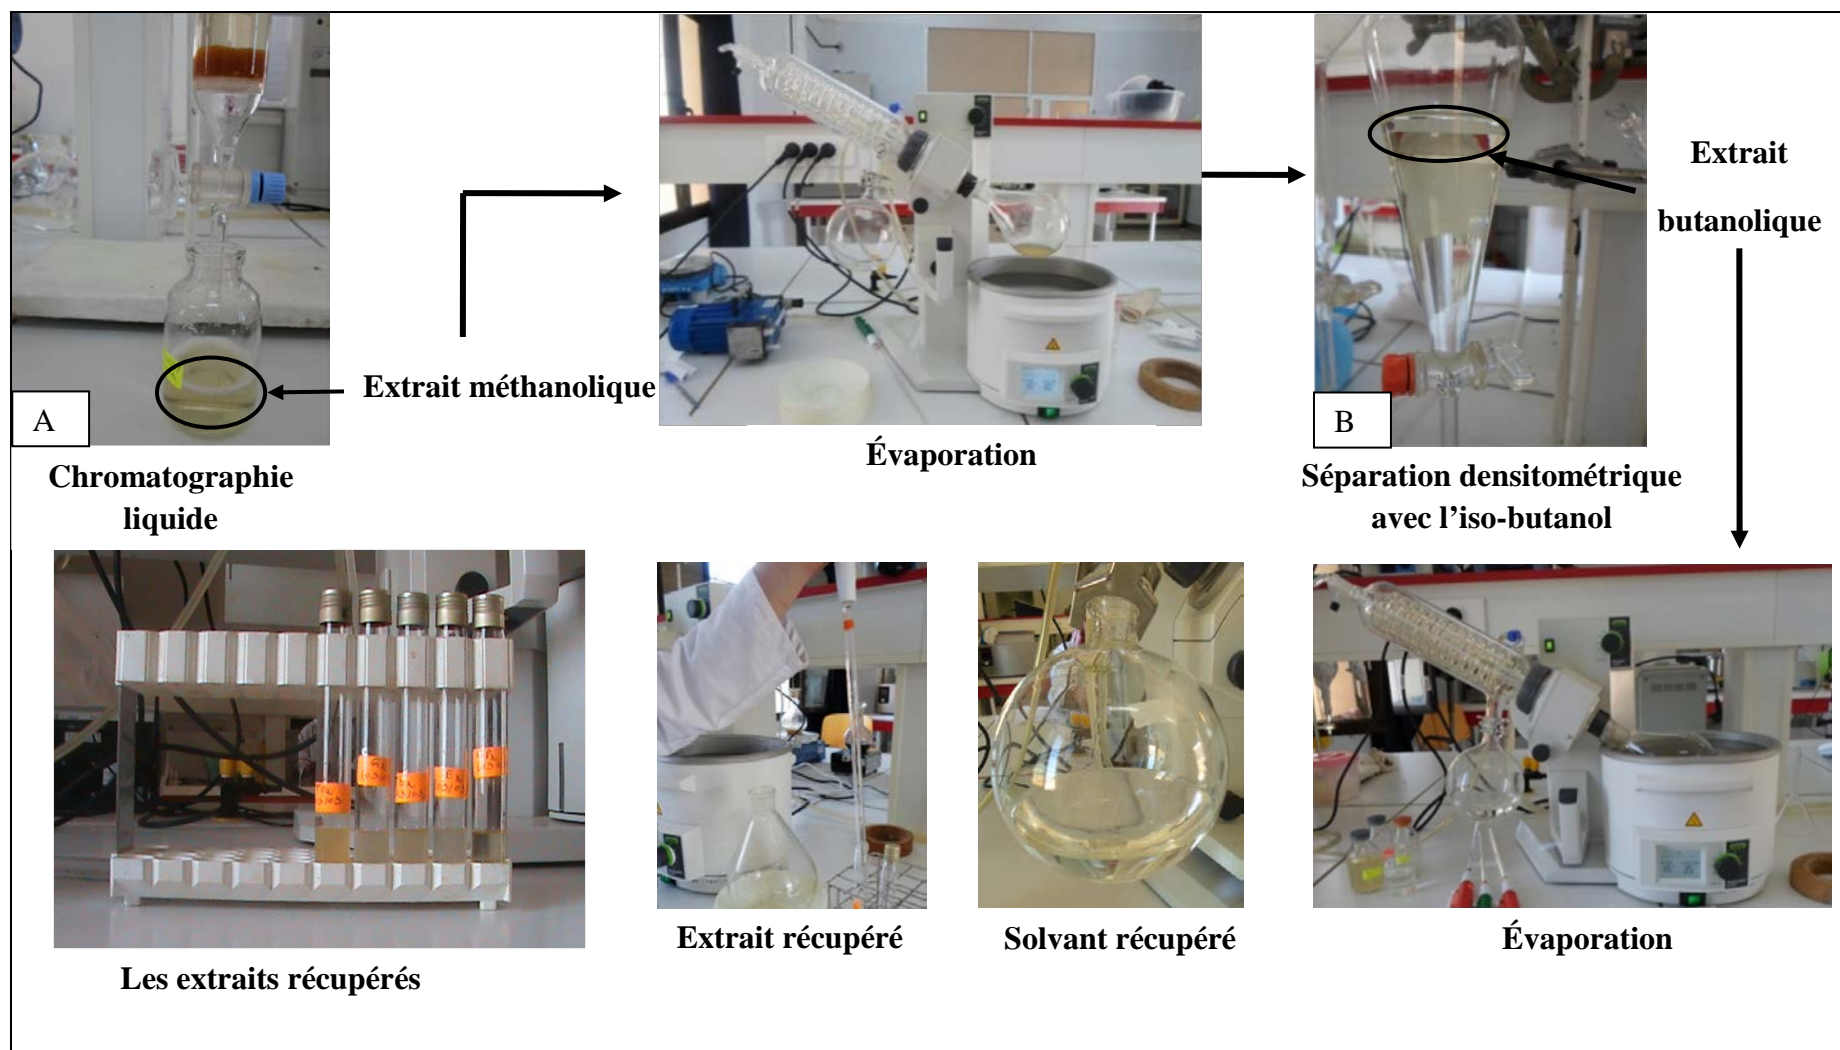 Extrait
butanolique
Extrait méthanolique
A
B
Évaporation
Chromatographie
liquide
Séparation densitométrique
avec l’iso-butanol
Extrait récupéré
Solvant récupéré
Évaporation
Les extraits récupérés